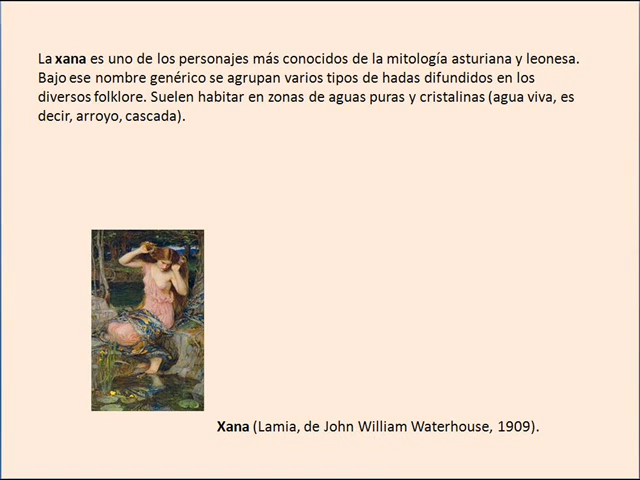 La xana es uno de los personajes más conocidos de la mitología asturiana y leonesa.
Bajo ese nombre genérico se agrupan varios tipos de hadas difundidos en los
diversos folklore. Suelen habitar en zonas de aguas puras y cristalinas (agua viva, es
decir, arroyo, cascada).
Xana (Lamia, de John William Waterhouse, 1909).